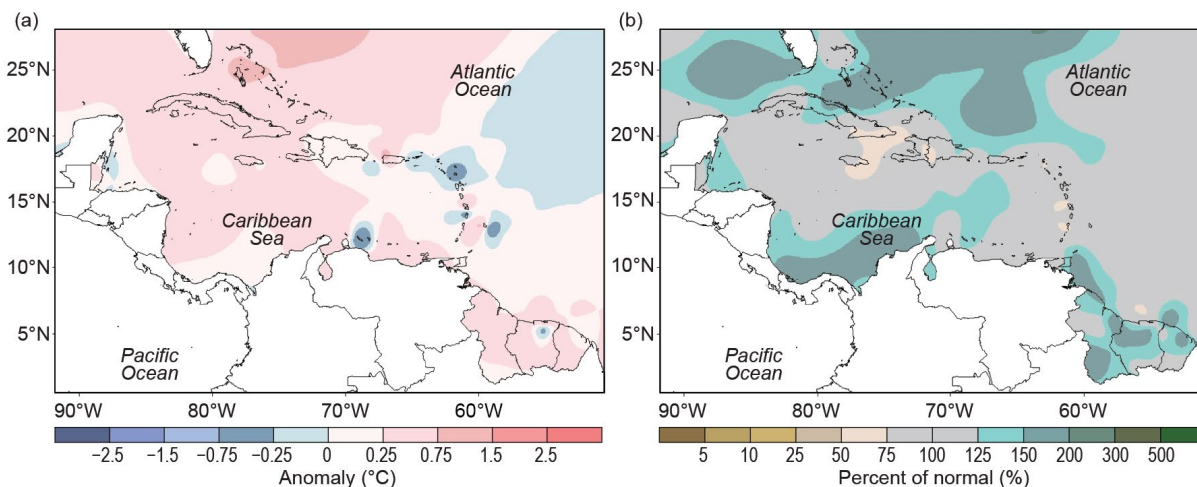 (a)
25°N
20°N
15°N
10°N
5°N
90°W 80°W 70°W 60°W
Atlantic
Ocean
Caribbean
Sea
Pacific
Ocean
−2.5 −1.5 −0.75 −0.25 0 0.25 0.75 1.5 2.5
Anomaly (°C)
(b)
25°N
20°N
15°N
10°N
5°N
90°W 80°W 70°W 60°W
Atlantic
Ocean
Caribbean
Sea
Pacific
Ocean
5 10 25 50 75 100 125 150 200 300 500
Percent of normal (%)